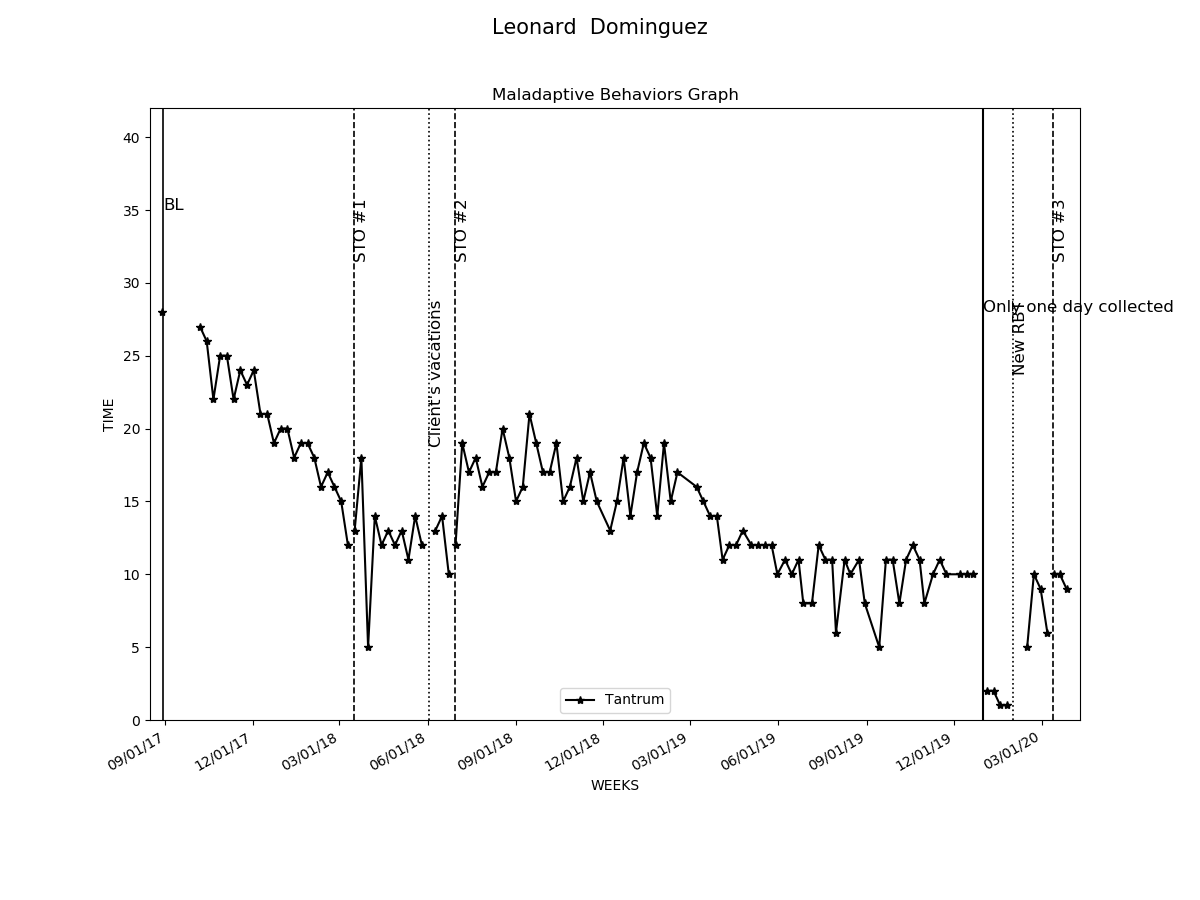 Leonard  Dominguez
Maladaptive Behaviors Graph
TIME
40
35
30
25
20
15
10
5
0
BL
STO #1
Client's vacations
STO #2
Only one day collected
New RBT
STO #3
Tantrum
09/01/17
12/01/17
03/01/18
06/01/18
09/01/18
12/01/18
03/01/19
06/01/19
09/01/19
12/01/19
03/01/20
WEEKS